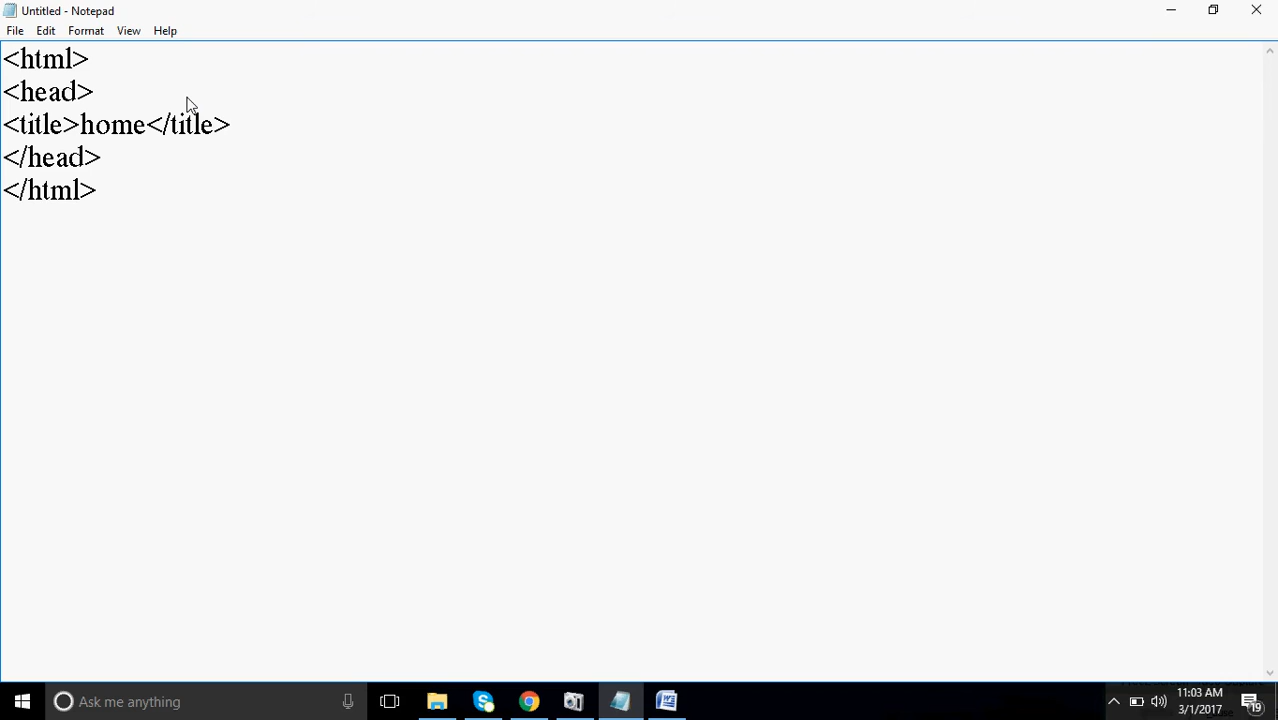 Untitled - Notepad
File Edit Format View Help
<html>
<head>
<title>home</title>
</head>
</html>
Ask me anything
11:03 AM
3/1/2017
19